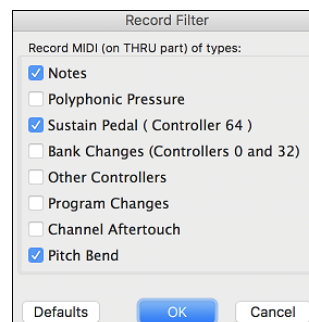 Record Filter
Record MIDI (on THRU part) of types:
Notes
Polyphonic Pressure
Sustain Pedal ( Controller 64 )
Bank Changes (Controllers 0 and 32)
Other Controllers
Program Changes
Channel Aftertouch
Pitch Bend
Defaults OK Cancel